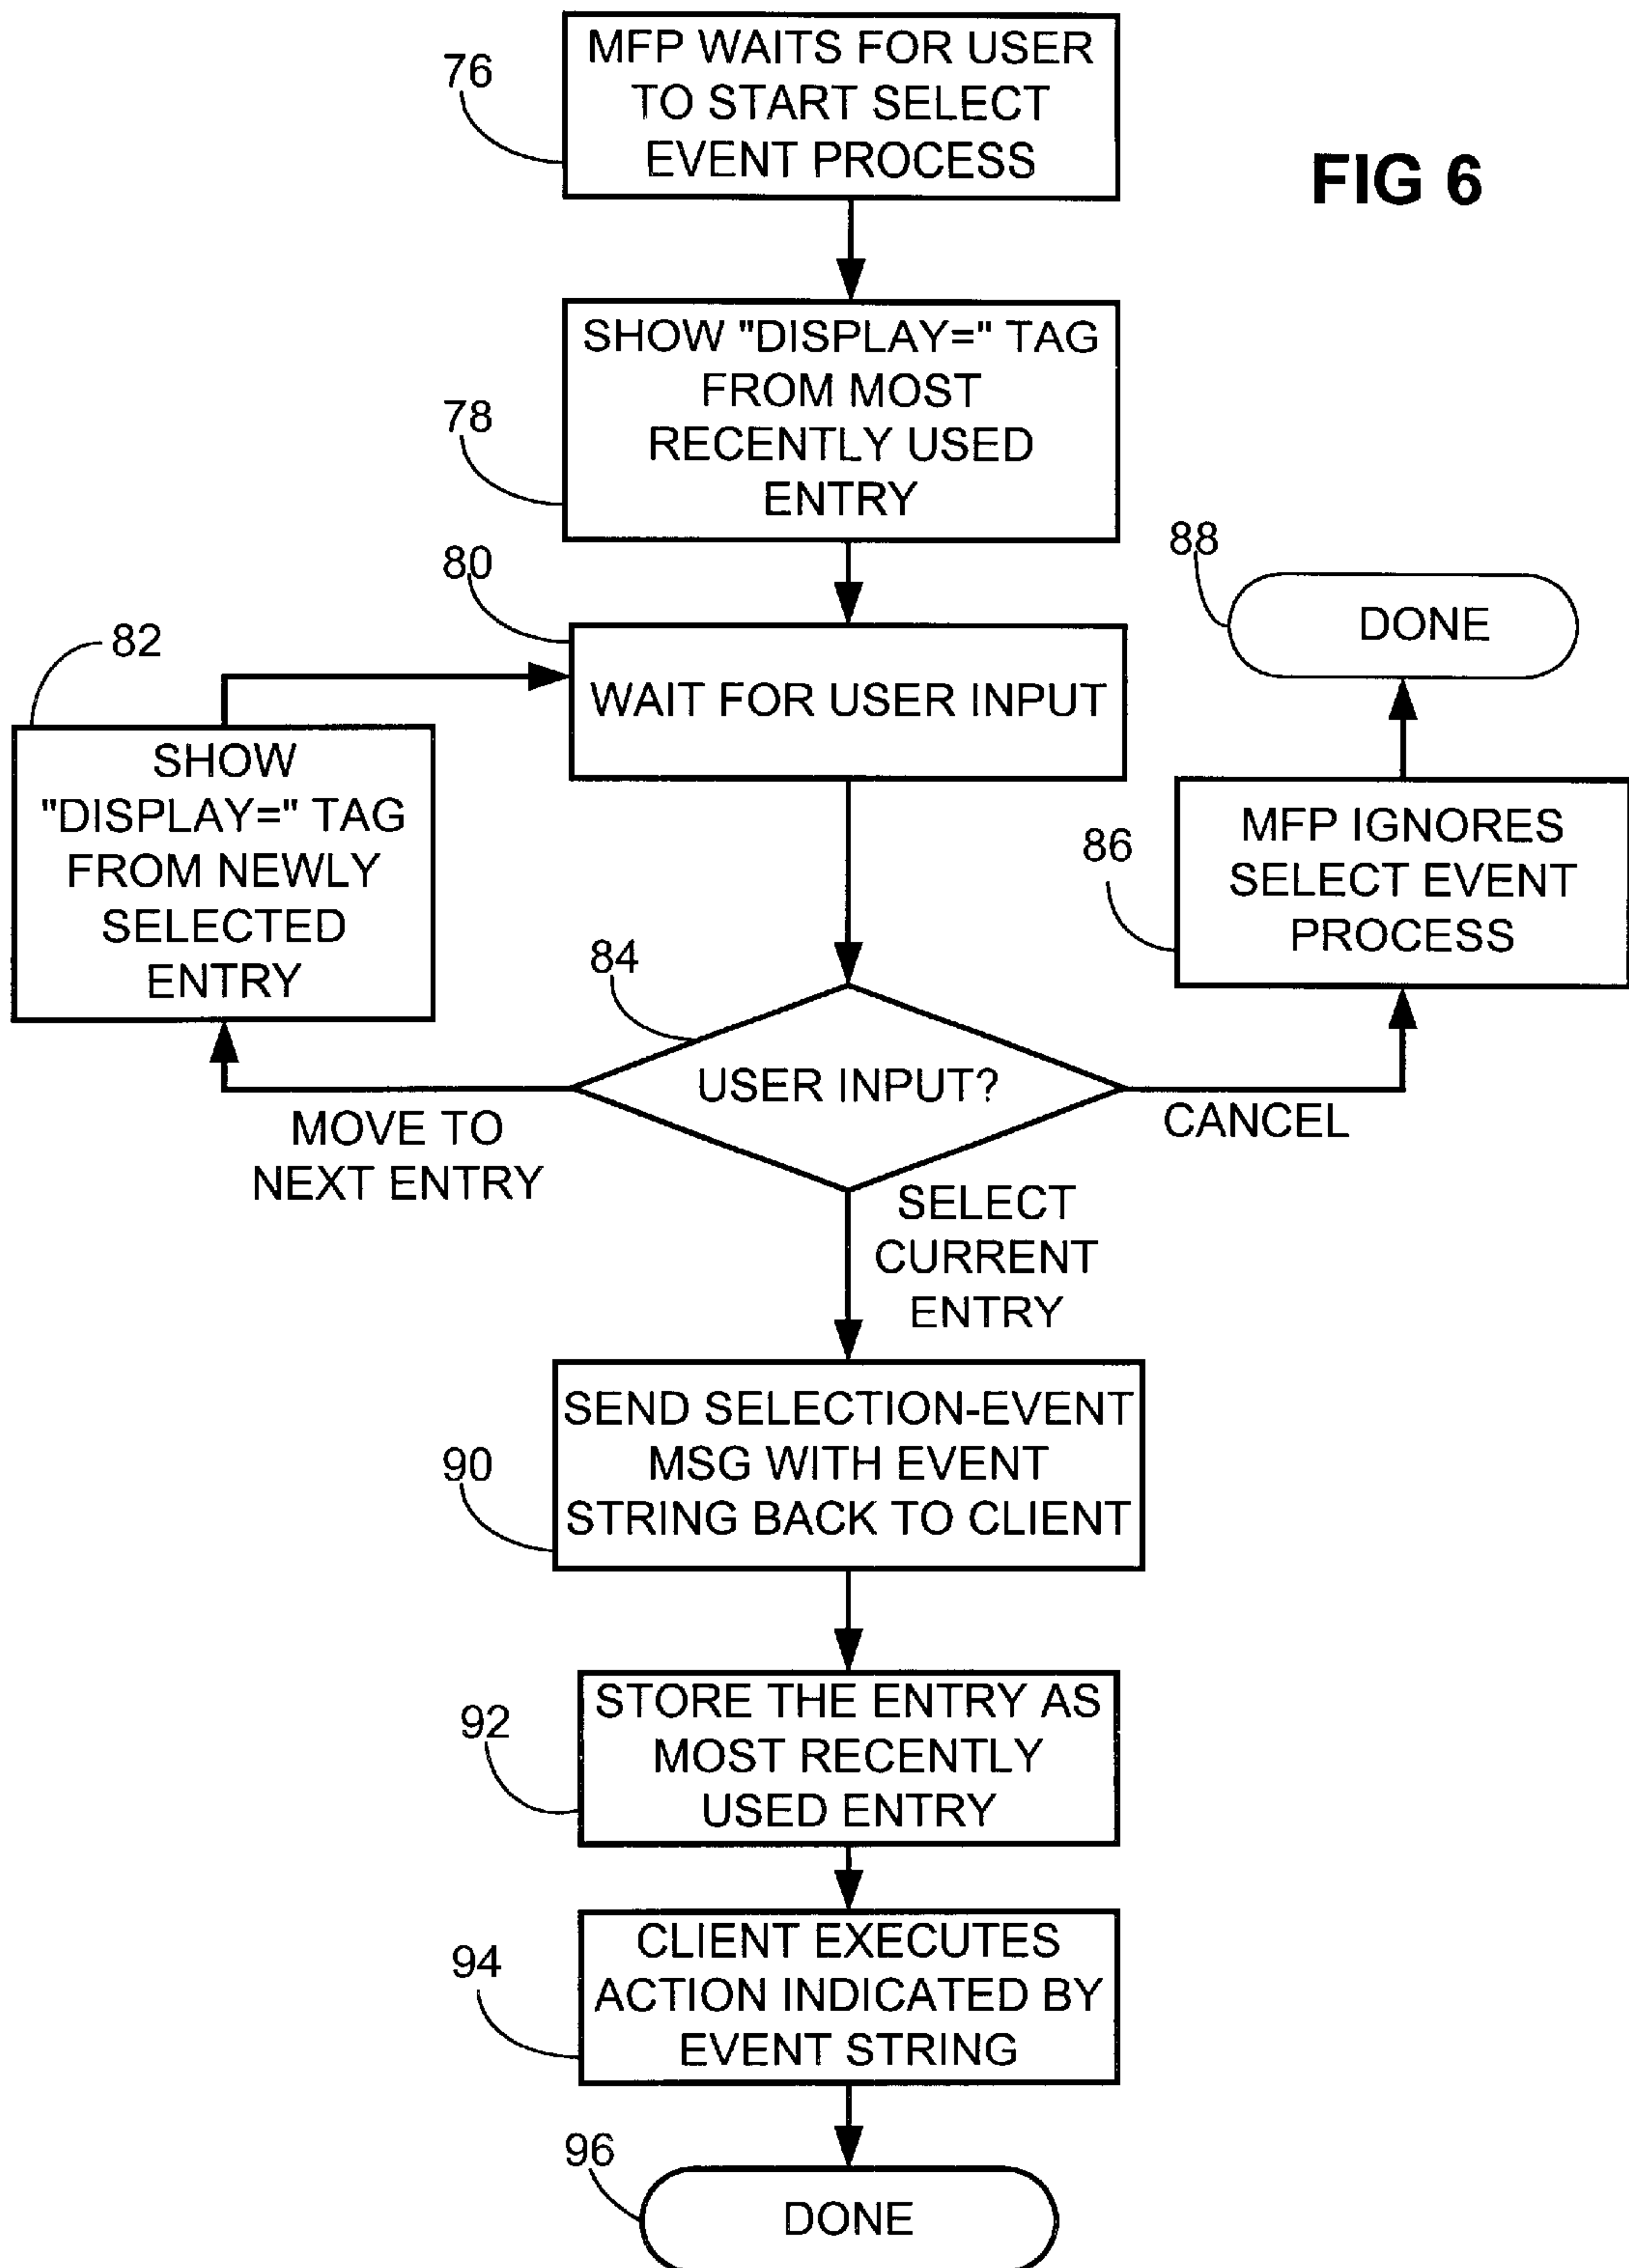 76
MFP WAITS FOR USER
TO START SELECT
EVENT PROCESS
FIG 6
78
SHOW "DISPLAY=" TAG
FROM MOST
RECENTLY USED
ENTRY
80
WAIT FOR USER INPUT
88
DONE
82
SHOW
"DISPLAY=" TAG
FROM NEWLY
SELECTED
ENTRY
86
MFP IGNORES
SELECT EVENT
PROCESS
84
USER INPUT?
MOVE TO
NEXT ENTRY
CANCEL
SELECT
CURRENT
ENTRY
90
SEND SELECTION-EVENT
MSG WITH EVENT
STRING BACK TO CLIENT
92
STORE THE ENTRY AS
MOST RECENTLY
USED ENTRY
94
CLIENT EXECUTES
ACTION INDICATED BY
EVENT STRING
96
DONE